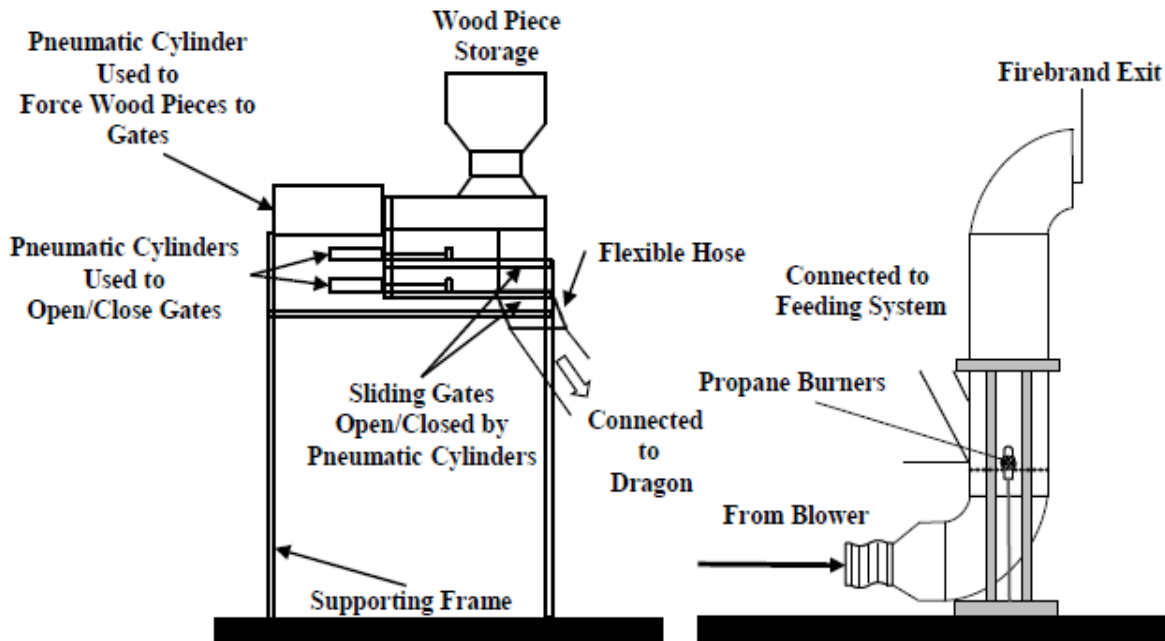 Pneumatic Cylinder
Used to
Force Wood Pieces to
Gates
Wood Piece
Storage
Pneumatic Cylinders
Used to
Open/Close Gates
Flexible Hose
Sliding Gates
Open/Closed by
Pneumatic Cylinders
Connected
to
Dragon
Supporting Frame
Firebrand Exit
Connected to
Feeding System
Propane Burners
From Blower